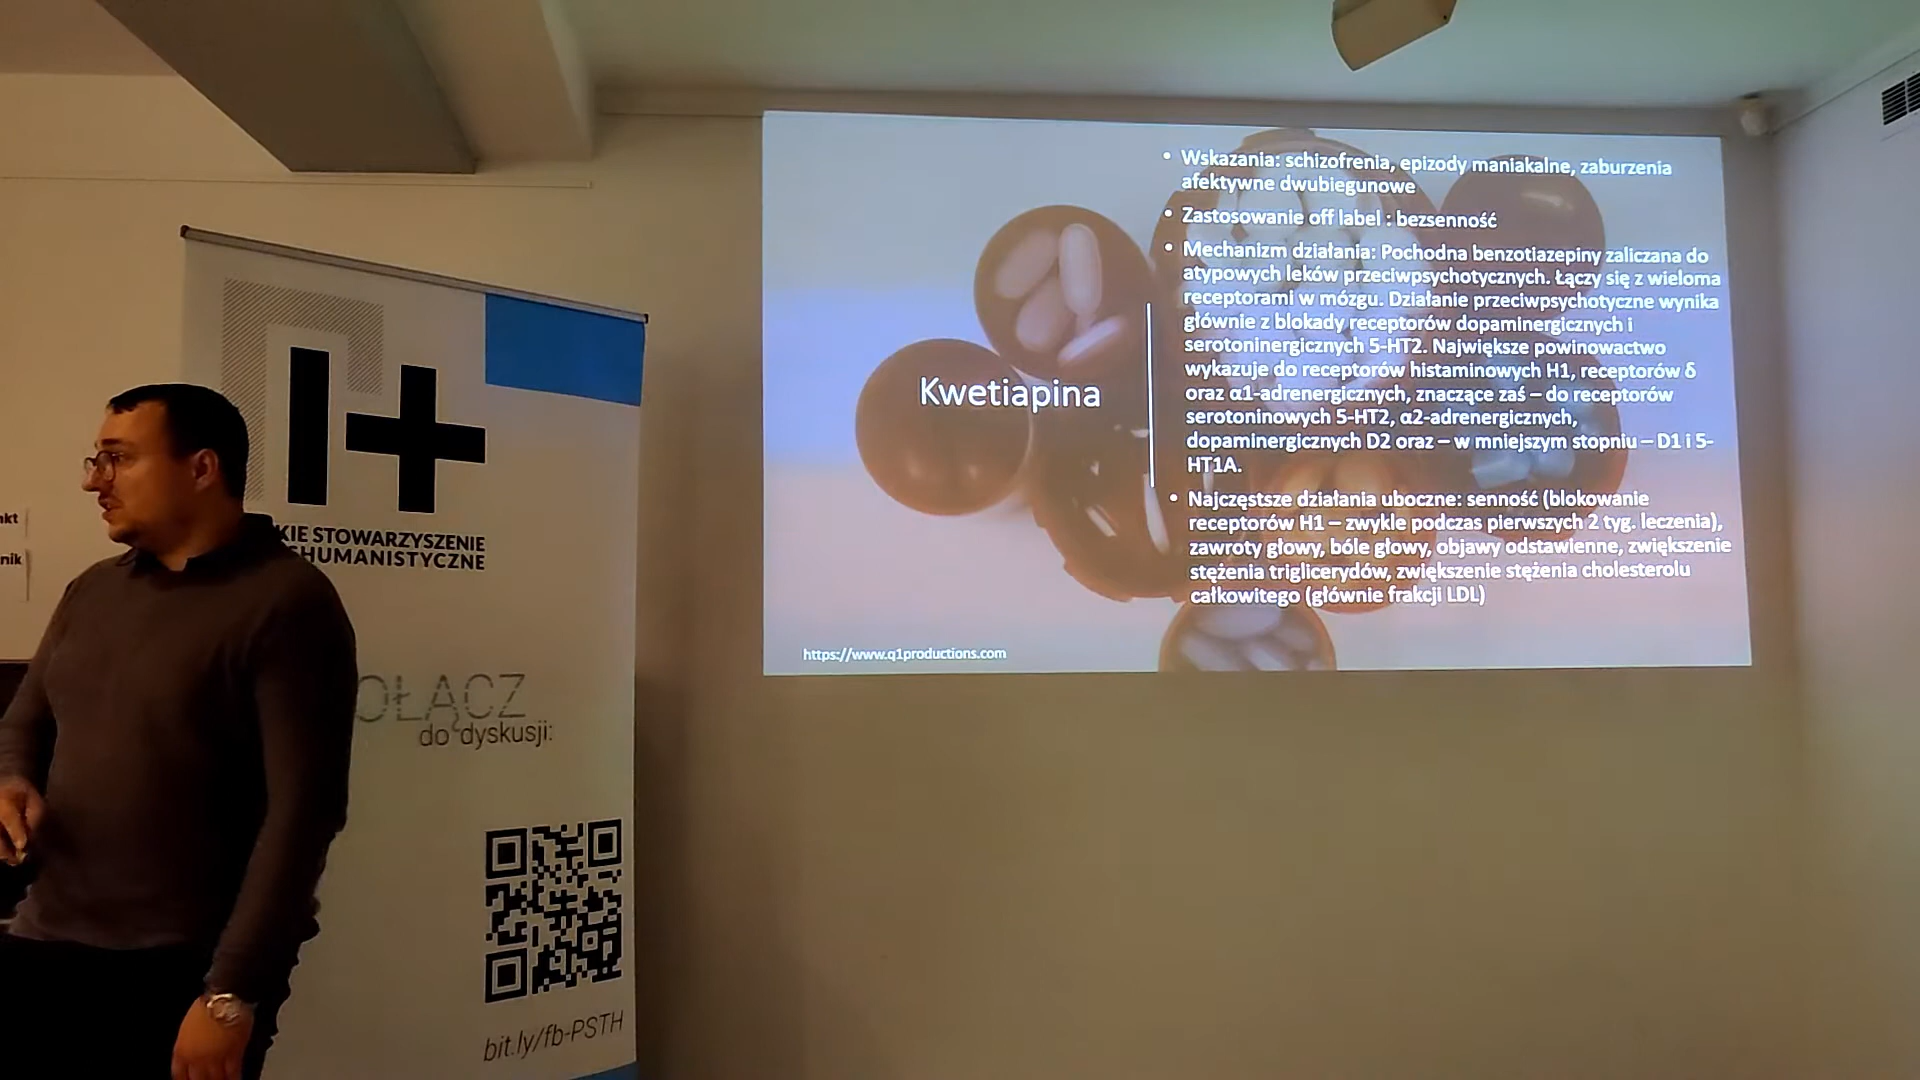 Kwetiapina
• Wskazania: schizofrenia, epizody maniakalne, zaburzenia
afektywne dwubiegunowe
• Zastosowanie off label : bezsenność
• Mechanizm działania: Pochodna benzotiazepiny zaliczana do
atypowych leków przeciwpsychotycznych. Łączy się z wieloma
receptorami w mózgu. Działanie przeciwpsychotyczne wynika
głównie z blokady receptorów dopaminergicznych i
serotoninergicznych 5-HT2. Największe powinowactwo
wykazuje do receptorów histaminowych H1, receptorów δ
oraz α1-adrenergicznych, znaczące zaś – do receptorów
serotoninowych 5-HT2, α2-adrenergicznych,
dopaminergicznych D2 oraz – w mniejszym stopniu – D1 i 5-
HT1A.
• Najczęstsze działania uboczne: senność (blokowanie
receptorów H1 – zwykle podczas pierwszych 2 tyg. leczenia),
zawroty głowy, bóle głowy, objawy odstawienne, zwiększenie
stężenia triglicerydów, zwiększenie stężenia cholesterolu
całkowitego (głównie frakcji LDL)
https://www.q1productions.com
KIE STOWARZYSZENIE
SHUMANISTYCZNE
OŁĄCZ
do dyskusji:
bit.ly/fb-PSTH
nkt
nik